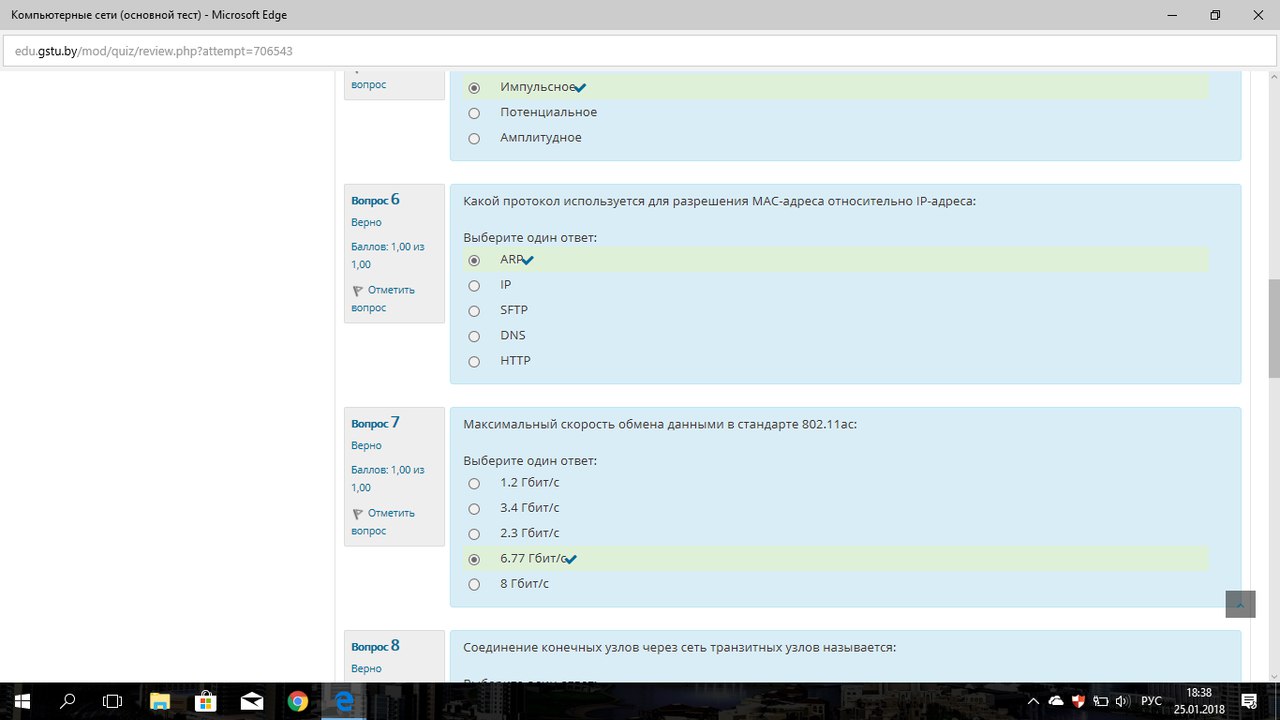 Компьютерные сети (основной тест) - Microsoft Edge
edu.gstu.by/mod/quiz/review.php?attempt=706543
вопрос
Импульсное
Потенциальное
Амплитудное
Вопрос 6
Верно
Баллов: 1,00 из
1,00
Отметить
вопрос
Какой протокол используется для разрешения MAC-адреса относительно IP-адреса:
Выберите один ответ:
ARP
IP
SFTP
DNS
HTTP
Вопрос 7
Верно
Баллов: 1,00 из
1,00
Отметить
вопрос
Максимальный скорость обмена данными в стандарте 802.11ac:
Выберите один ответ:
1.2 Гбит/с
3.4 Гбит/с
2.3 Гбит/с
6.77 Гбит/с
8 Гбит/с
Вопрос 8
Верно
Соединение конечных узлов через сеть транзитных узлов называется:
Выберите один ответ:
РУС
18:38
25.01.2018